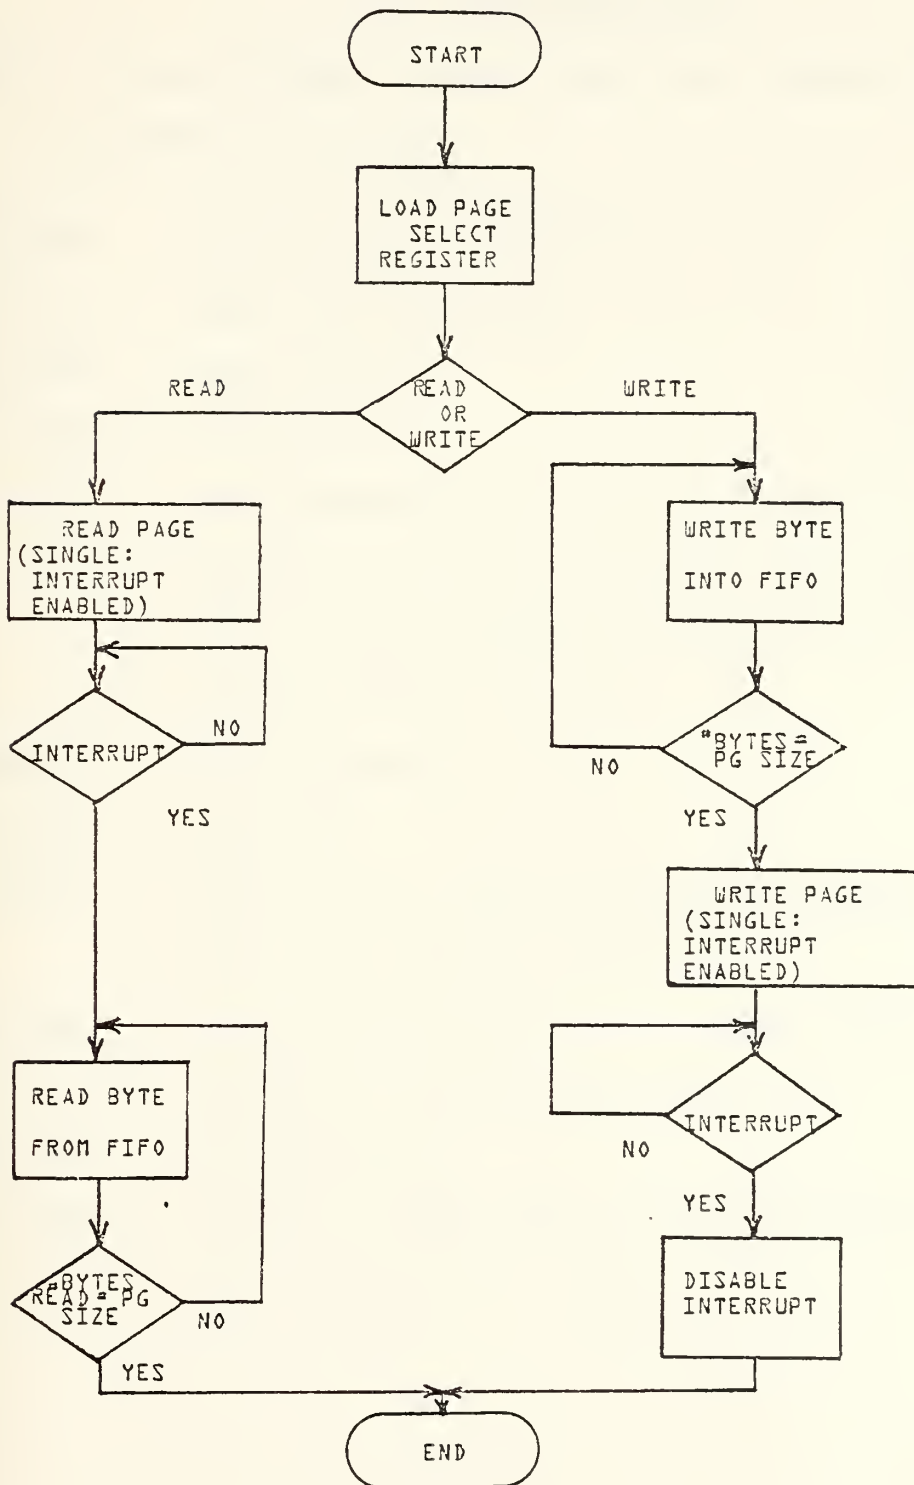 START
LOAD PAGE
SELECT
REGISTER
READ
READ
OR
WRITE
WRITE
READ PAGE
(SINGLE:
INTERRUPT
ENABLED)
WRITE BYTE
INTO FIFO
INTERRUPT
NO
YES
#BYTES =
PG SIZE
NO
YES
WRITE PAGE
(SINGLE:
INTERRUPT
ENABLED)
READ BYTE
FROM FIFO
INTERRUPT
NO
YES
#BYTES
READ = PG
SIZE
NO
YES
DISABLE
INTERRUPT
END